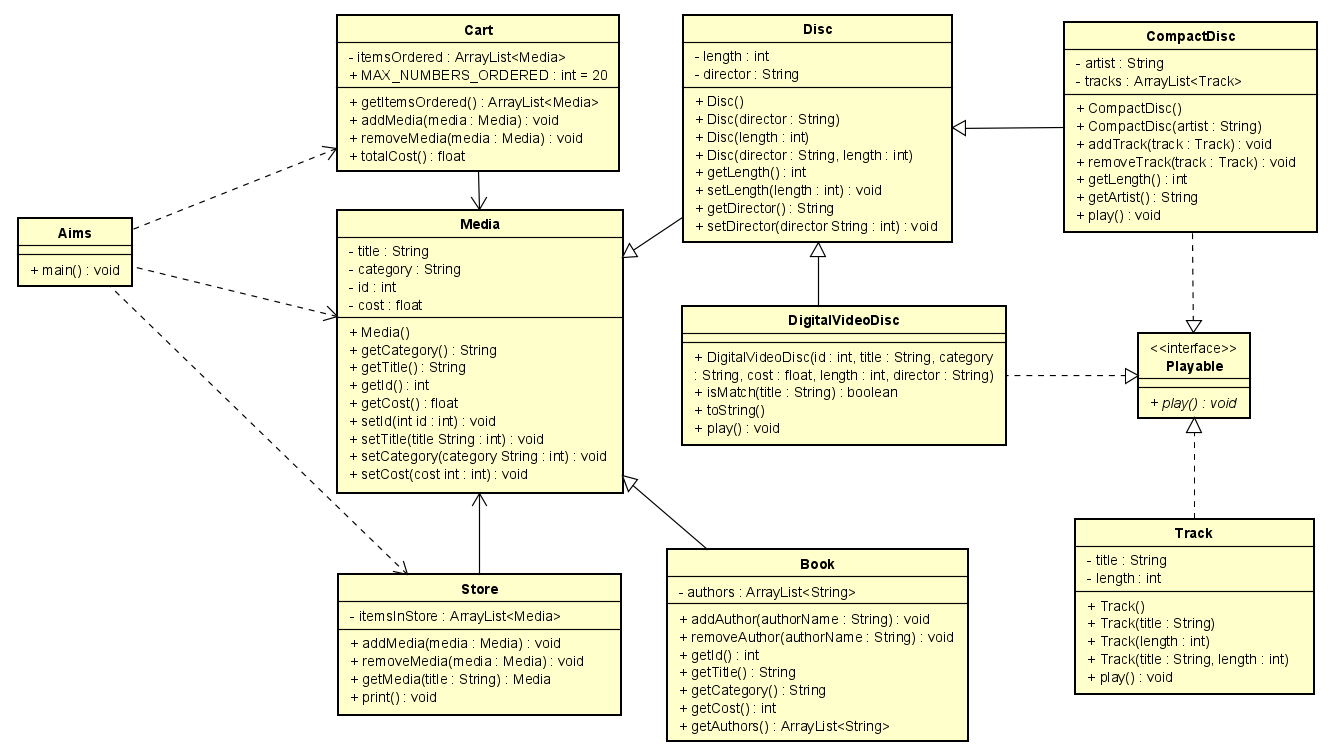 Cart
- itemsOrdered : ArrayList<Media>
+ MAX_NUMBERS_ORDERED : int = 20
+ getItemsOrdered() : ArrayList<Media>
+ addMedia(media : Media) : void
+ removeMedia(media : Media) : void
+ totalCost() : float
Disc
- length : int
- director : String
+ Disc()
+ Disc(director : String)
+ Disc(length : int)
+ Disc(director : String, length : int)
+ getLength() : int
+ setLength(length : int) : void
+ getDirector() : String
+ setDirector(director String : int) : void
CompactDisc
- artist : String
- tracks : ArrayList<Track>
+ CompactDisc()
+ CompactDisc(artist : String)
+ addTrack(track : Track) : void
+ removeTrack(track : Track) : void
+ getLength() : int
+ getArtist() : String
+ play() : void
Aims
+ main() : void
Media
- title : String
- category : String
- id : int
- cost : float
+ Media()
+ getCategory() : String
+ getTitle() : String
+ getId() : int
+ getCost() : float
+ setId(int id : int) : void
+ setTitle(title String : int) : void
+ setCategory(category String : int) : void
+ setCost(cost int : int) : void
DigitalVideoDisc
+ DigitalVideoDisc(id : int, title : String, category
: String, cost : float, length : int, director : String)
+ isMatch(title : String) : boolean
+ toString()
+ play() : void
<<interface>>
Playable
+ play() : void
Store
- itemsInStore : ArrayList<Media>
+ addMedia(media : Media) : void
+ removeMedia(media : Media) : void
+ getMedia(title : String) : Media
+ print() : void
Book
- authors : ArrayList<String>
+ addAuthor(authorName : String) : void
+ removeAuthor(authorName : String) : void
+ getId() : int
+ getTitle() : String
+ getCategory() : String
+ getCost() : int
+ getAuthors() : ArrayList<String>
Track
- title : String
- length : int
+ Track()
+ Track(title : String)
+ Track(length : int)
+ Track(title : String, length : int)
+ play() : void